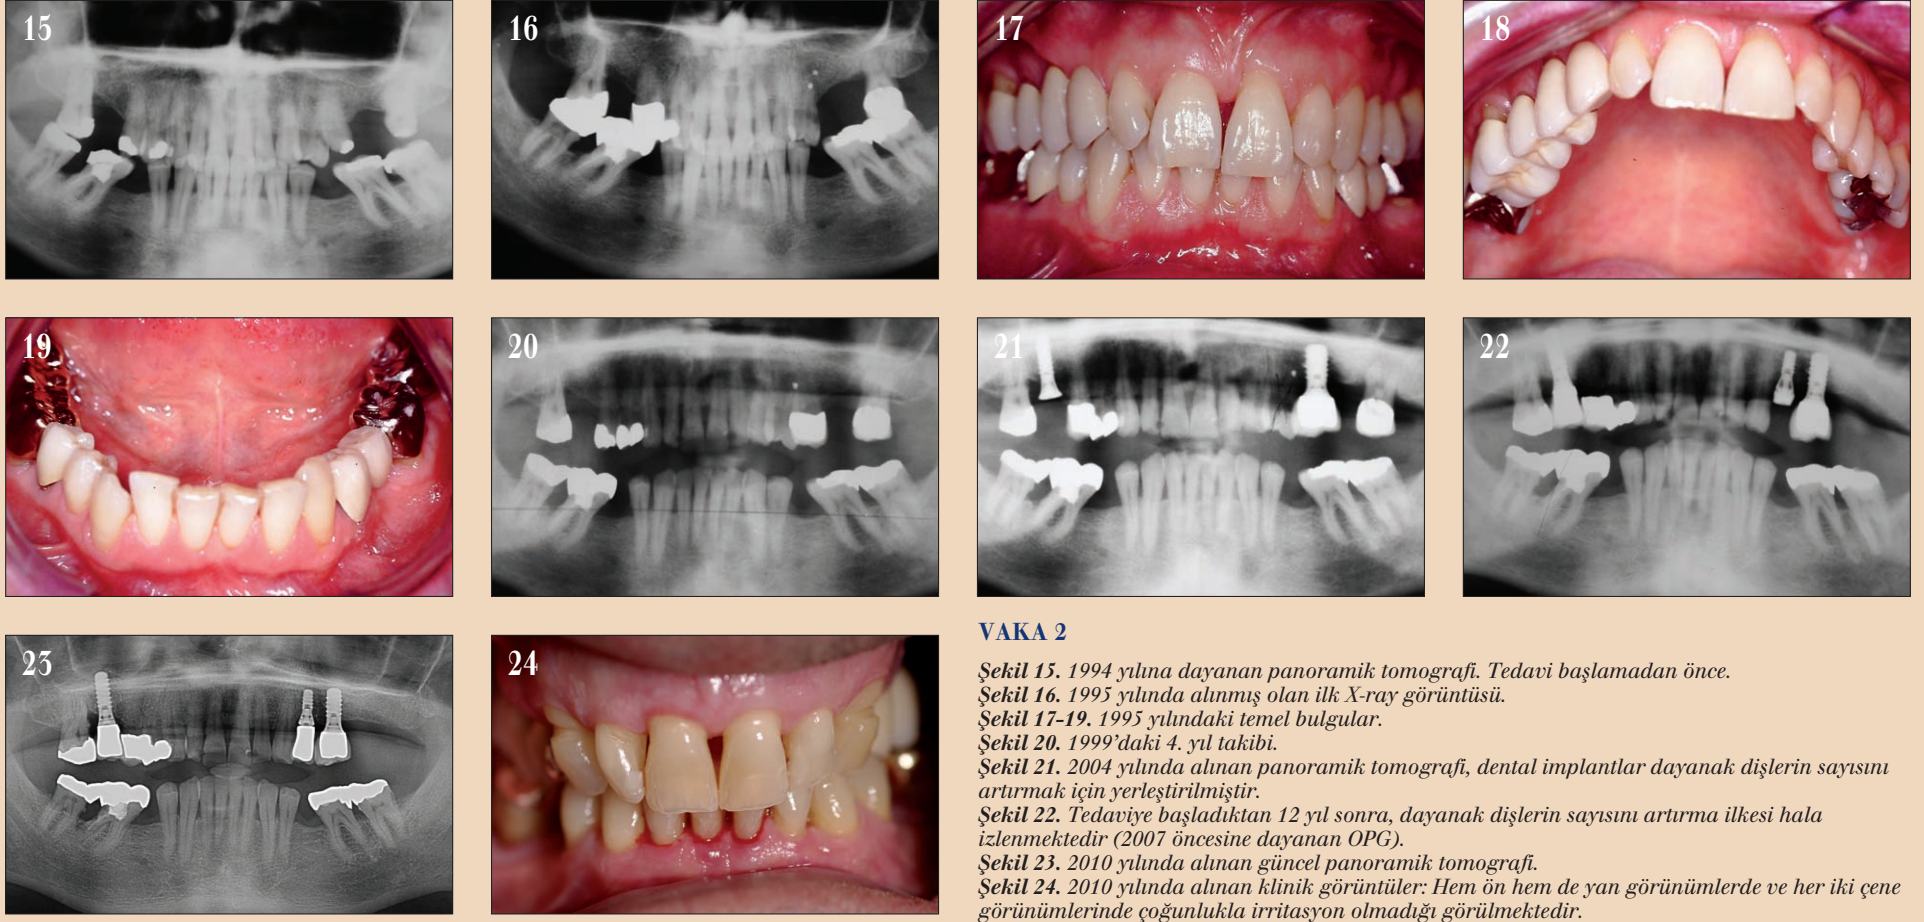 15
16
17
18
19
20
21
22
23
24
VAKA 2
Şekil 15. 1994 yılına dayanan panoramik tomografi. Tedavi başlamadan önce.
Şekil 16. 1995 yılında alınmış olan ilk X-ray görüntüsü.
Şekil 17-19. 1995 yılındaki temel bulgular.
Şekil 20. 1999’daki 4. yıl takibi.
Şekil 21. 2004 yılında alınan panoramik tomografi, dental implantlar dayanak dişlerin sayısını
artırmak için yerleştirilmiştir.
Şekil 22. Tedaviye başladıktan 12 yıl sonra, dayanak dişlerin sayısını artırma ilkesi hala
izlenmektedir (2007 öncesine dayanan OPG).
Şekil 23. 2010 yılında alınan güncel panoramik tomografi.
Şekil 24. 2010 yılında alınan klinik görüntüler: Hem ön hem de yan görünümlerde ve her iki çene
görünümlerinde çoğunlukla irritasyon olmadığı görülmektedir.